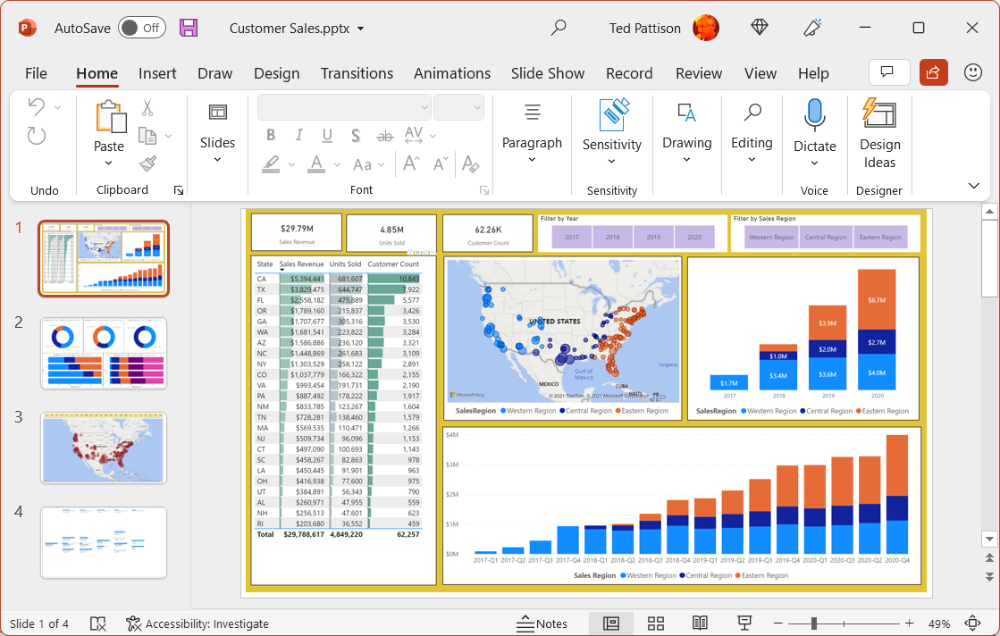 AutoSave Off Customer Sales.pptx Ted Pattison
File Home Insert Draw Design Transitions Animations Slide Show Record Review View Help
Paste Slides B I U S ab AV A Aa A A A Paragraph Sensitivity Drawing Editing Dictate Design Ideas
Undo Clipboard Font Sensitivity Voice Designer
1
2
3
4
$29.79M
Sales Revenue
4.85M
Units Sold
62.26K
Customer Count
Filter by Year
2017 2018 2019 2020
Filter by Sales Region
Western Region Central Region Eastern Region
State Sales Revenue Units Sold Customer Count
CA $5,394,441 681,607 10,843
TX $3,829,475 644,747 7,922
FL $2,558,182 475,889 5,577
OR $1,789,160 215,837 3,426
GA $1,707,677 305,316 3,530
WA $1,681,541 223,822 3,284
AZ $1,586,886 236,120 3,321
NC $1,448,869 261,683 3,109
NY $1,303,529 258,122 2,891
CO $1,037,779 166,322 2,155
VA $993,454 191,731 2,190
PA $887,492 178,222 1,917
NM $833,785 123,267 1,604
TN $728,281 138,460 1,579
MA $569,535 110,471 1,266
NJ $509,734 96,096 1,153
CT $497,090 100,693 1,143
SC $458,267 82,863 978
LA $450,445 91,901 963
OH $416,938 77,600 975
UT $384,891 56,343 790
AL $260,971 47,955 559
NH $256,513 47,601 623
RI $203,680 36,552 459
Total $29,788,617 4,849,220 62,257
UNITED STATES
Gulf of
Mexico
MEXICO
CUBA
HAITI
PR
(U.S.)
Sargasso
Microsoft Bing
© 2021 TomTom, © 2021 Microsoft Corporation
SalesRegion Western Region Central Region Eastern Region
$1.7M
$1.0M
$3.4M
$3.9M
$2.0M
$3.6M
$6.7M
$2.7M
$4.0M
2017 2018 2019 2020
SalesRegion Western Region Central Region Eastern Region
$4M
$3M
$2M
$1M
$0M
2017-Q1 2017-Q2 2017-Q3 2017-Q4 2018-Q1 2018-Q2 2018-Q3 2018-Q4 2019-Q1 2019-Q2 2019-Q3 2019-Q4 2020-Q1 2020-Q2 2020-Q3 2020-Q4
Sales Region Western Region Central Region Eastern Region
Slide 1 of 4 Accessibility: Investigate Notes 49%